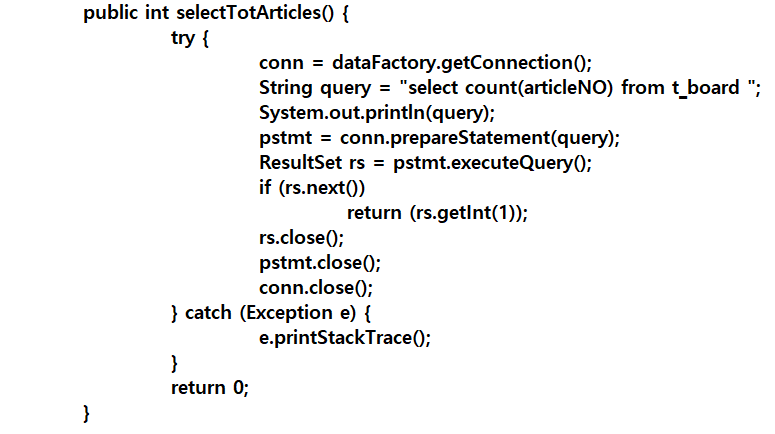 public int selectTotArticles() {
try {
conn = dataFactory.getConnection();
String query = "select count(articleNO) from t_board ";
System.out.println(query);
pstmt = conn.prepareStatement(query);
ResultSet rs = pstmt.executeQuery();
if (rs.next())
return (rs.getInt(1));
rs.close();
pstmt.close();
conn.close();
} catch (Exception e) {
e.printStackTrace();
}
return 0;
}